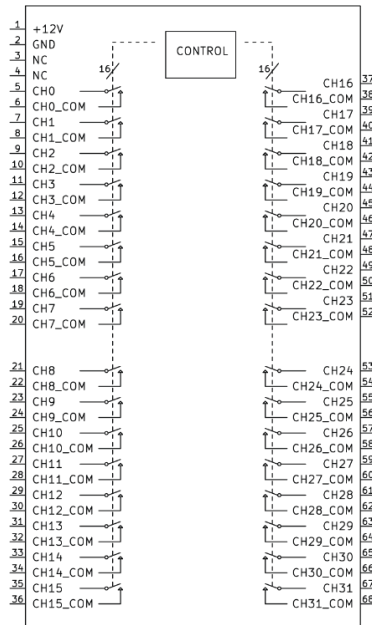 1 +12V
2 GND
3 NC
4 NC
5 CH0
6 CH0_COM
7 CH1
8 CH1_COM
9 CH2
10 CH2_COM
11 CH3
12 CH3_COM
13 CH4
14 CH4_COM
15 CH5
16 CH5_COM
17 CH6
18 CH6_COM
19 CH7
20 CH7_COM
21 CH8
22 CH8_COM
23 CH9
24 CH9_COM
25 CH10
26 CH10_COM
27 CH11
28 CH11_COM
29 CH12
30 CH12_COM
31 CH13
32 CH13_COM
33 CH14
34 CH14_COM
35 CH15
36 CH15_COM
CONTROL
16
16
CH16 37
CH16_COM 38
CH17 39
CH17_COM 40
CH18 41
CH18_COM 42
CH19 43
CH19_COM 44
CH20 45
CH20_COM 46
CH21 47
CH21_COM 48
CH22 49
CH22_COM 50
CH23 51
CH23_COM 52
CH24 53
CH24_COM 54
CH25 55
CH25_COM 56
CH26 57
CH26_COM 58
CH27 59
CH27_COM 60
CH28 61
CH28_COM 62
CH29 63
CH29_COM 64
CH30 65
CH30_COM 66
CH31 67
CH31_COM 68